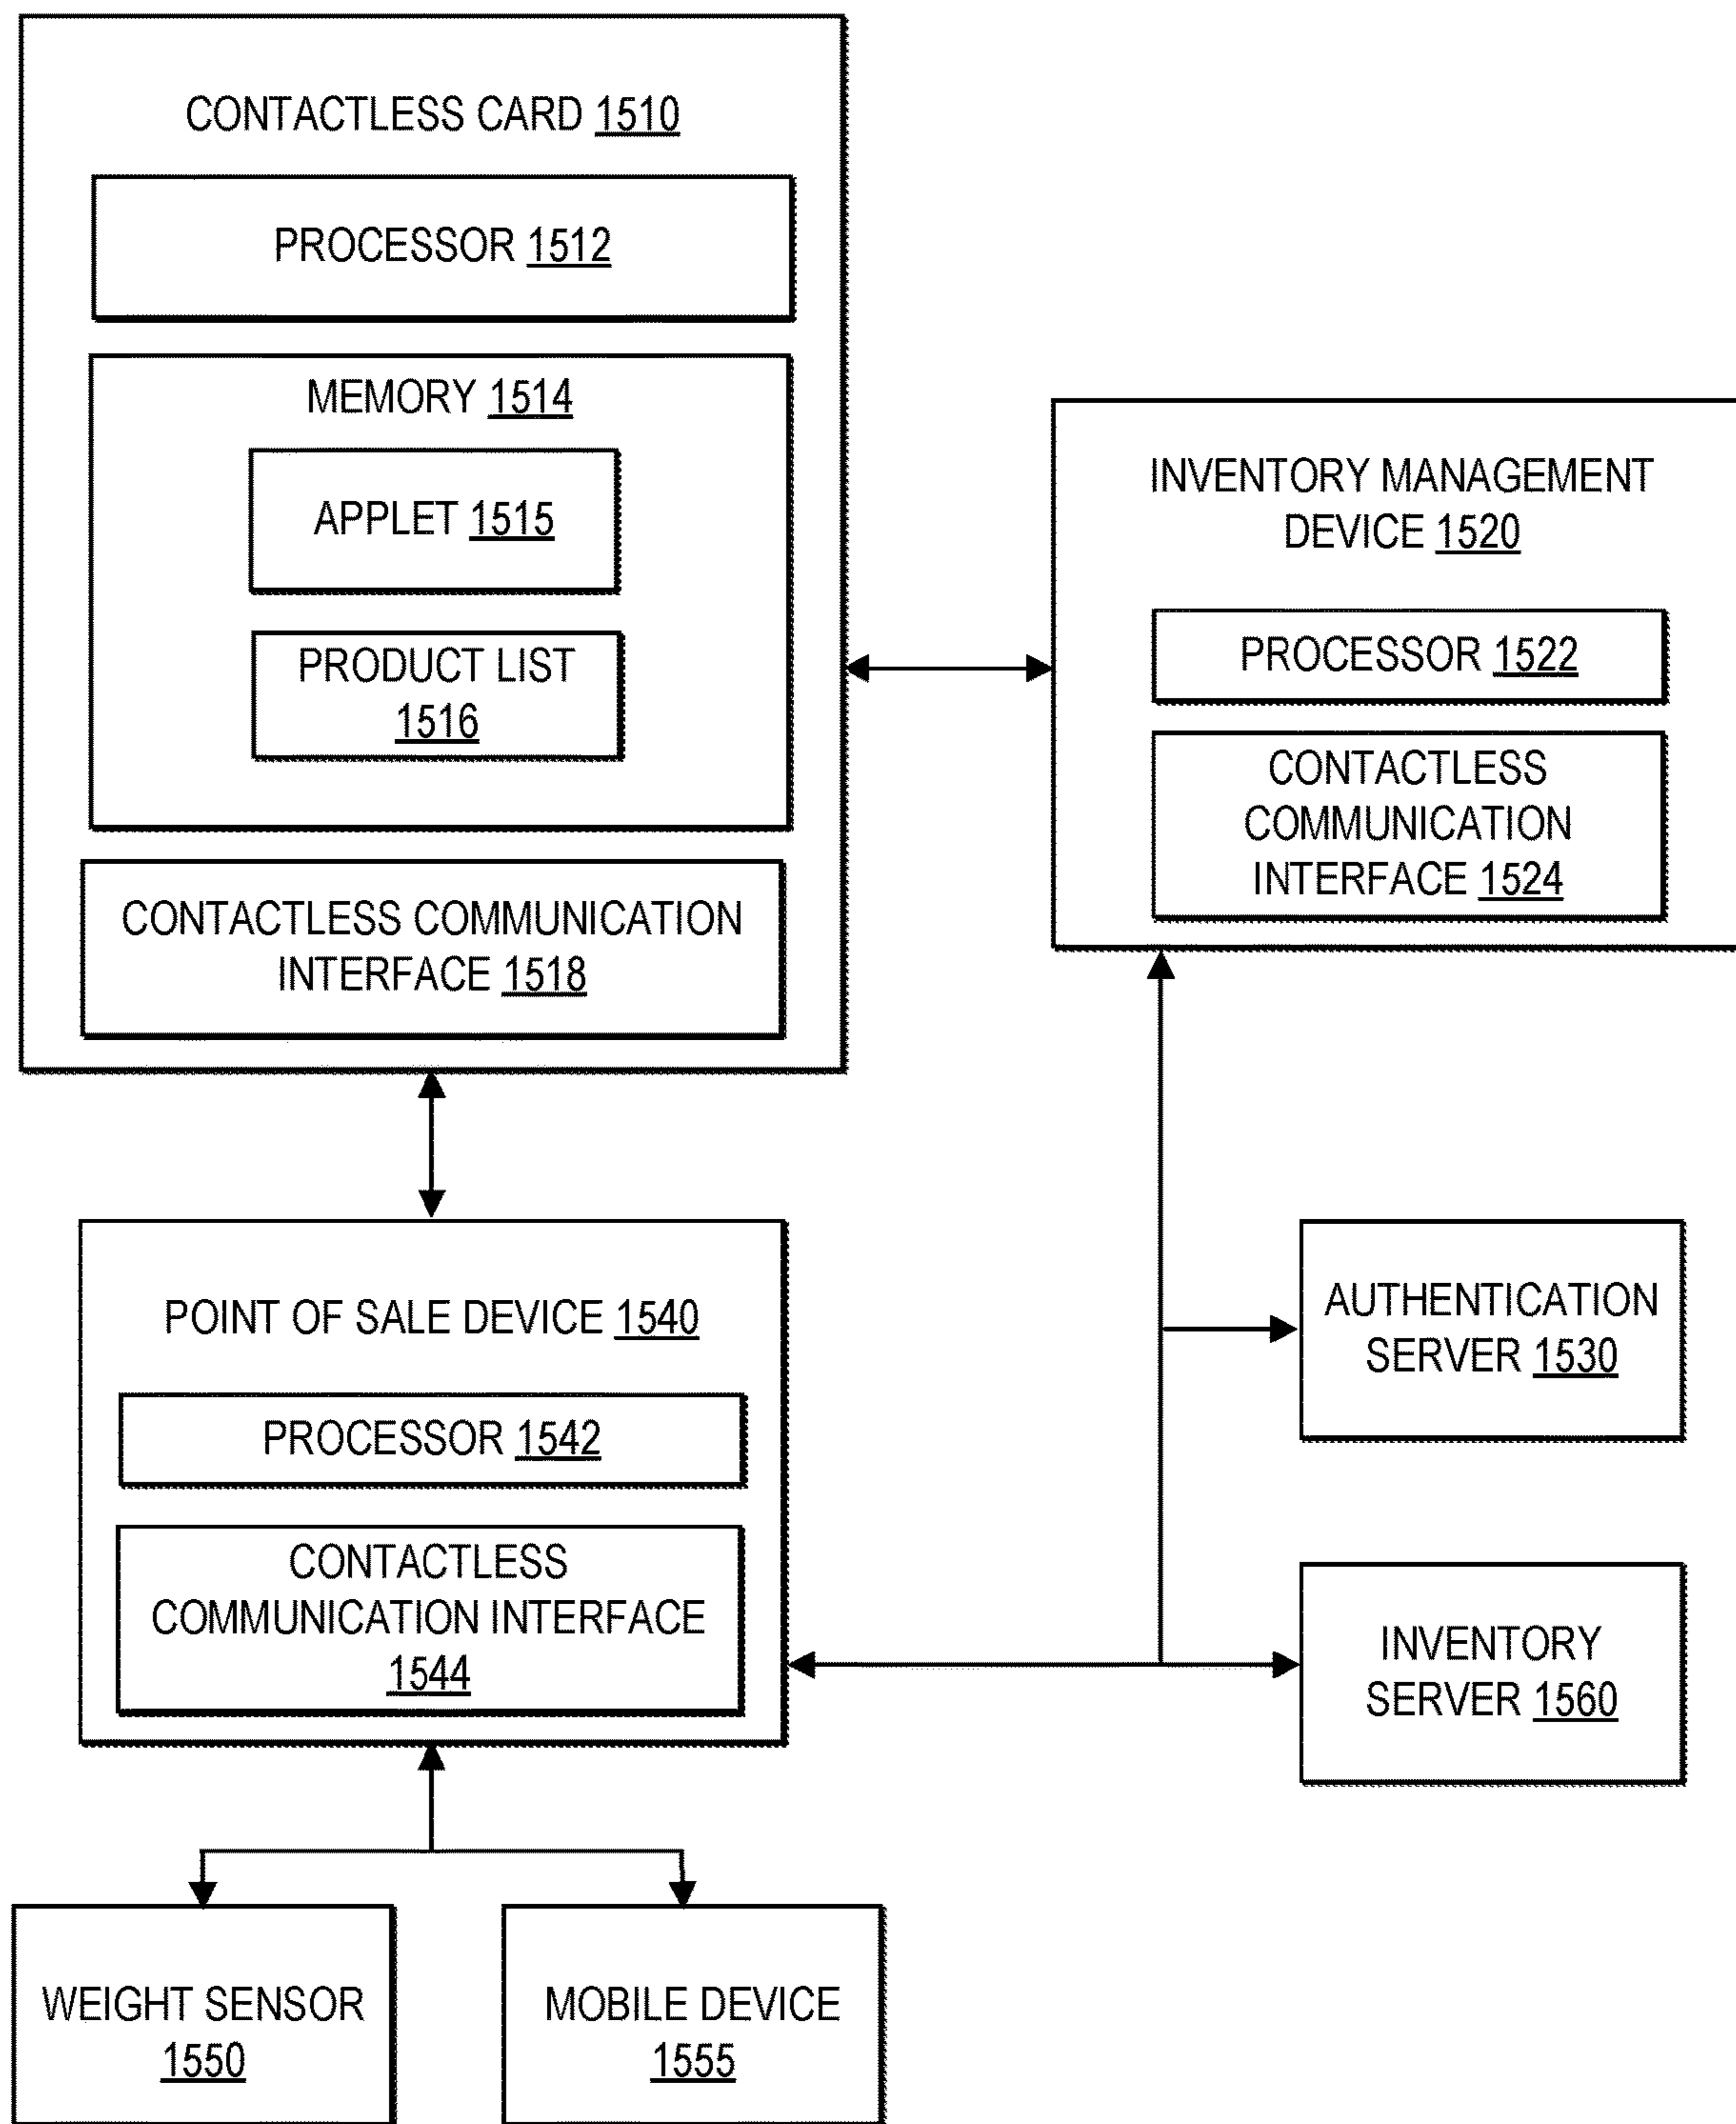 CONTACTLESS CARD 1510
PROCESSOR 1512
MEMORY 1514
APPLET 1515
PRODUCT LIST
1516
CONTACTLESS COMMUNICATION
INTERFACE 1518
INVENTORY MANAGEMENT
DEVICE 1520
PROCESSOR 1522
CONTACTLESS
COMMUNICATION
INTERFACE 1524
POINT OF SALE DEVICE 1540
PROCESSOR 1542
CONTACTLESS
COMMUNICATION INTERFACE
1544
AUTHENTICATION
SERVER 1530
INVENTORY
SERVER 1560
WEIGHT SENSOR
1550
MOBILE DEVICE
1555